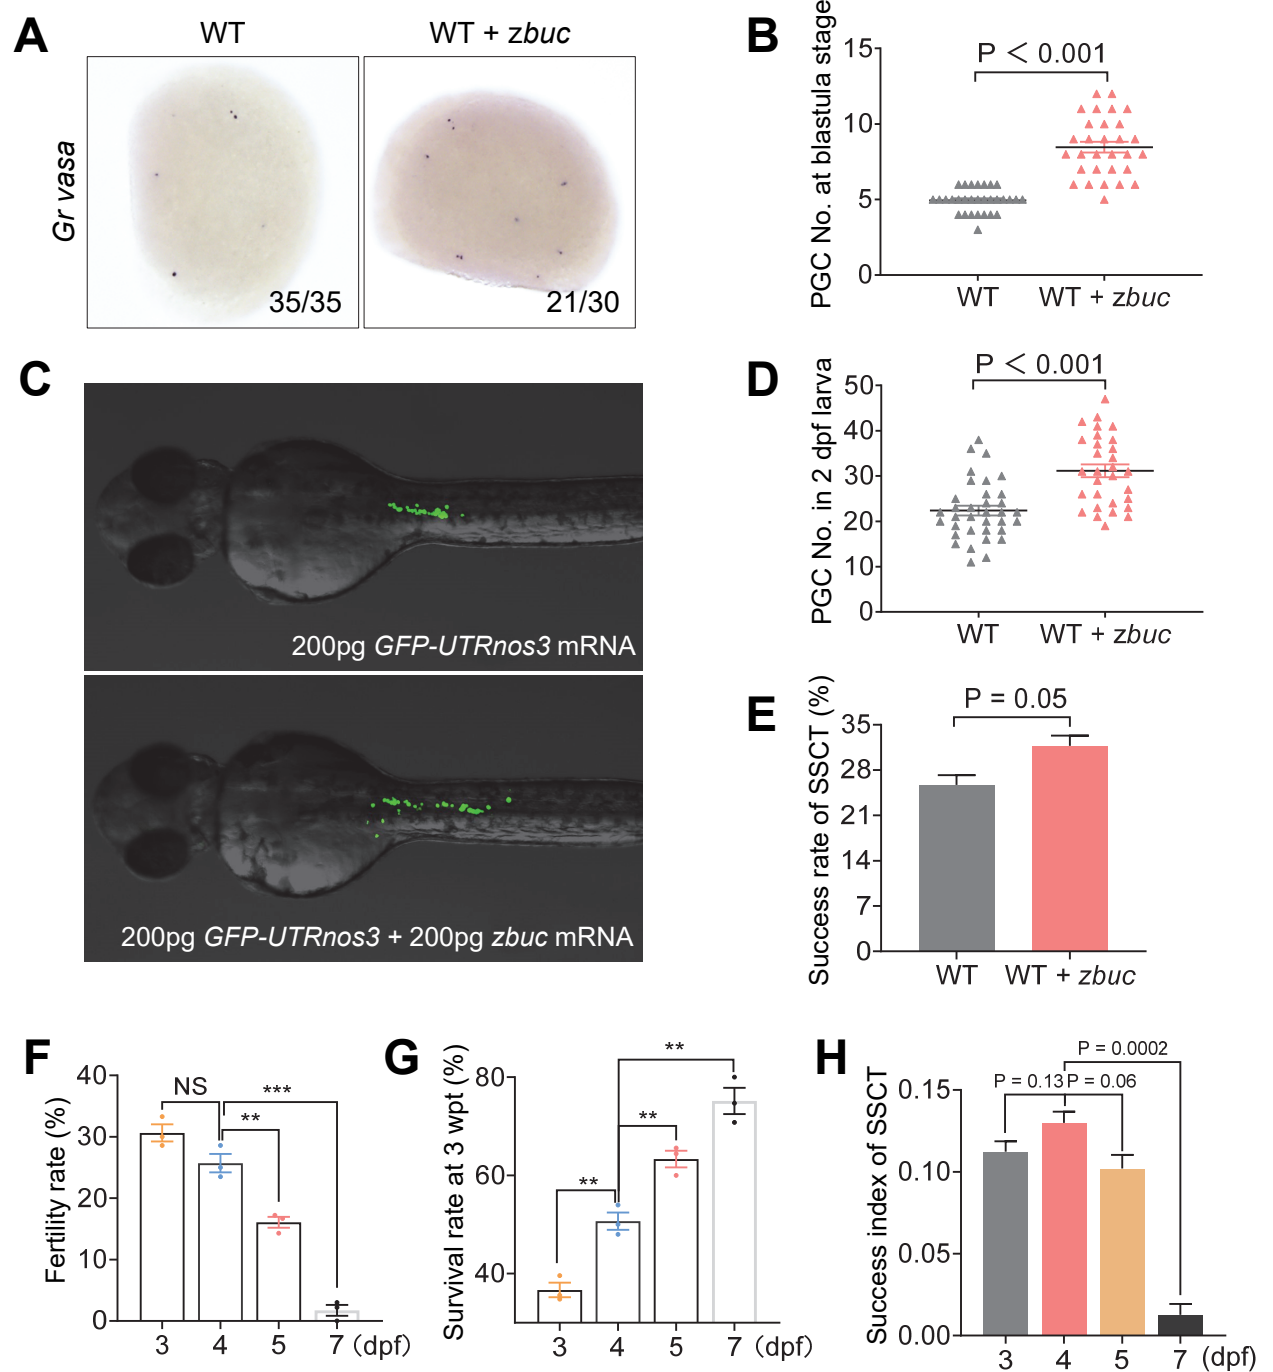 A
WT
WT + zbuc
Gr vasa
35/35
21/30
B
PGC No. at blastula stage
15
10
5
0
P < 0.001
WT
WT + zbuc
C
200pg GFP-UTRnos3 mRNA
200pg GFP-UTRnos3 + 200pg zbuc mRNA
D
PGC No. in 2 dpf larva
50
40
30
20
10
0
P < 0.001
WT
WT + zbuc
E
Success rate of SSCT (%)
35
28
21
14
7
0
P = 0.05
WT
WT + zbuc
F
Fertility rate (%)
40
30
20
10
0
NS
***
**
3 4 5 7 (dpf)
G
Survival rate at 3 wpt (%)
80
60
40
**
**
**
3 4 5 7 (dpf)
H
Success index of SSCT
0.15
0.10
0.05
0.00
P = 0.0002
P = 0.13 P = 0.06
3 4 5 7 (dpf)